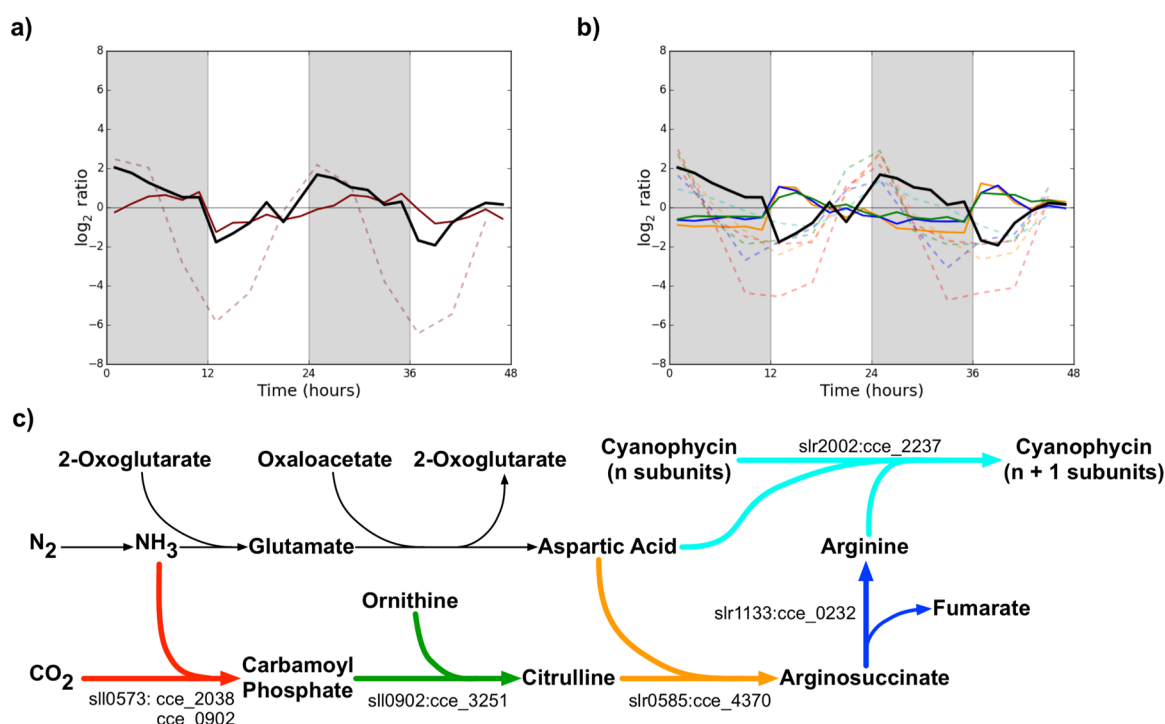 a)
8
6
4
2
0
−2
−4
−6
−8
log2 ratio
0
12
24
36
48
Time (hours)
b)
8
6
4
2
0
−2
−4
−6
−8
log2 ratio
0
12
24
36
48
Time (hours)
c)
2-Oxoglutarate
Oxaloacetate
2-Oxoglutarate
Cyanophycin
(n subunits)
slr2002:cce_2237
Cyanophycin
(n + 1 subunits)
N2
NH3
Glutamate
Aspartic Acid
Arginine
Ornithine
slr1133:cce_0232
Fumarate
CO2
Carbamoyl
Phosphate
Citrulline
Arginosuccinate
sll0573: cce_2038
cce_0902
sll0902:cce_3251
slr0585:cce_4370